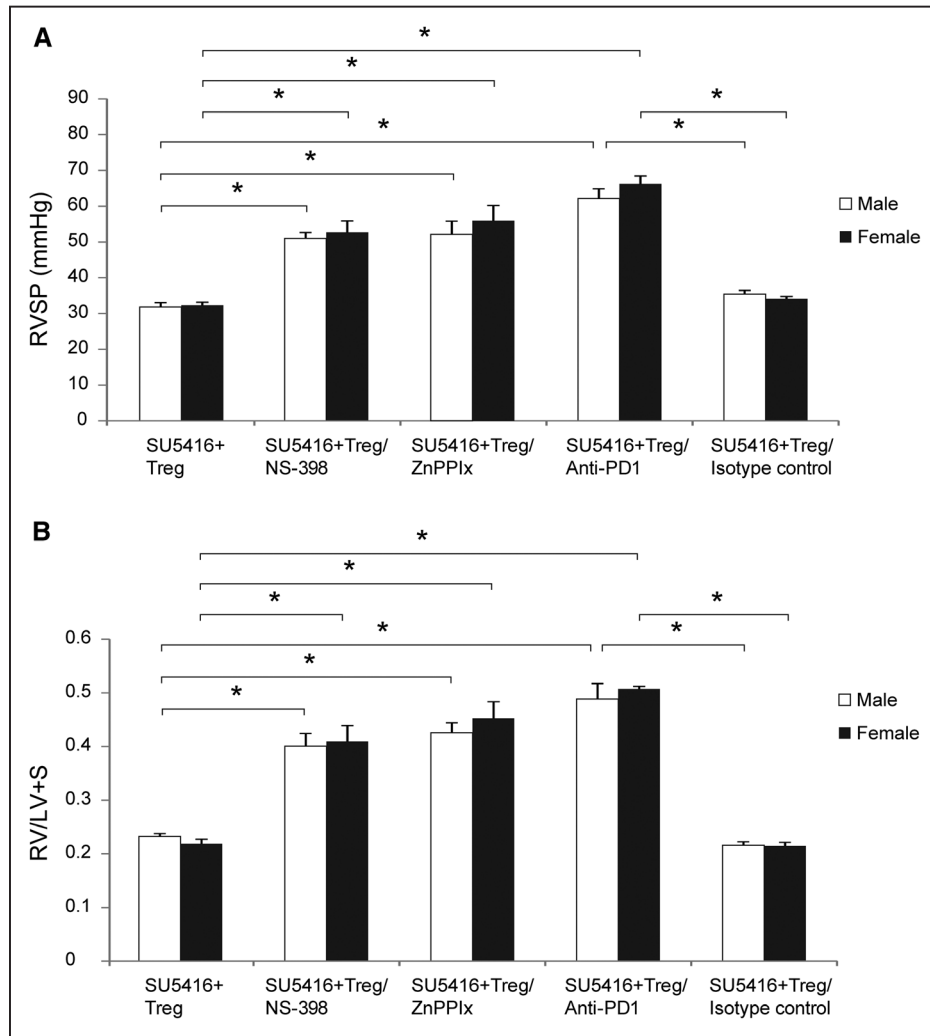 A
*
*
*
*
*
*
*
*
90
80
70
60
50
40
30
20
10
0
RVSP (mmHg)
Male
Female
SU5416+
Treg
SU5416+Treg/
NS-398
SU5416+Treg/
ZnPPIx
SU5416+Treg/
Anti-PD1
SU5416+Treg/
Isotype control
B
*
*
*
*
*
*
*
*
0.6
0.5
0.4
0.3
0.2
0.1
0
RV/LV+S
Male
Female
SU5416+
Treg
SU5416+Treg/
NS-398
SU5416+Treg/
ZnPPIx
SU5416+Treg/
Anti-PD1
SU5416+Treg/
Isotype control